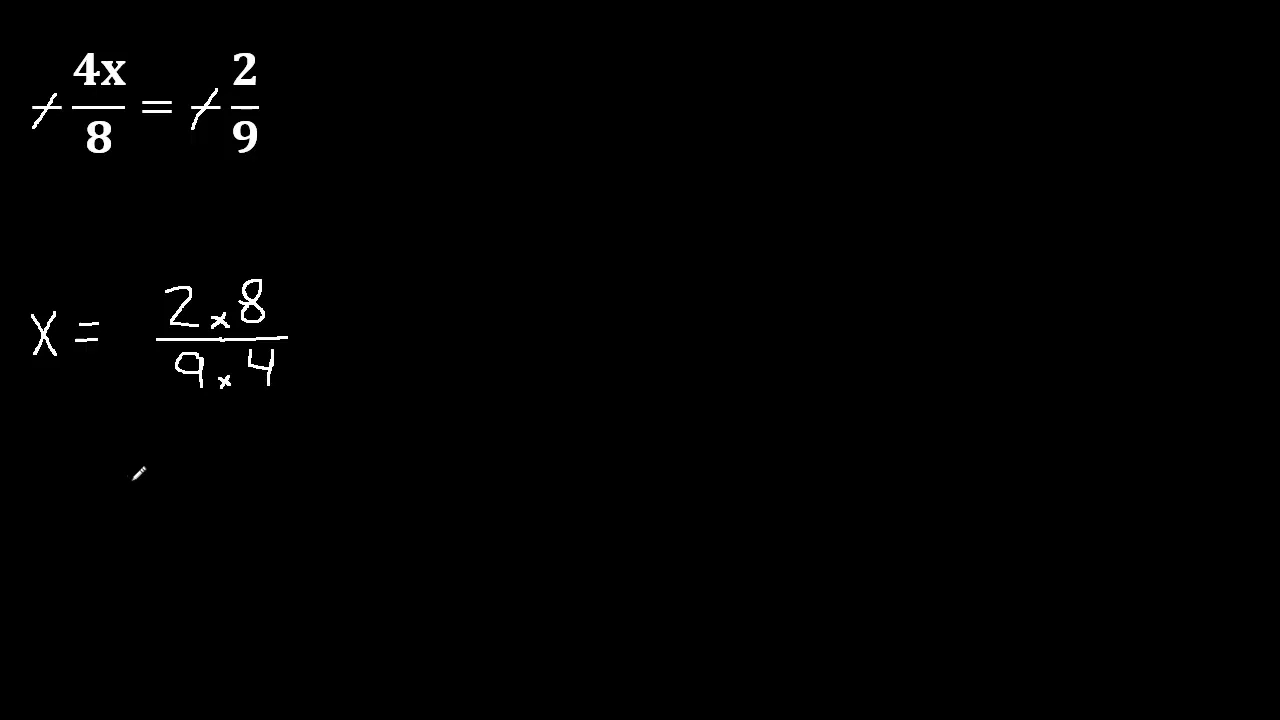 - 4x/8 = - 2/9
X = 2 x 8 / 9 x 4